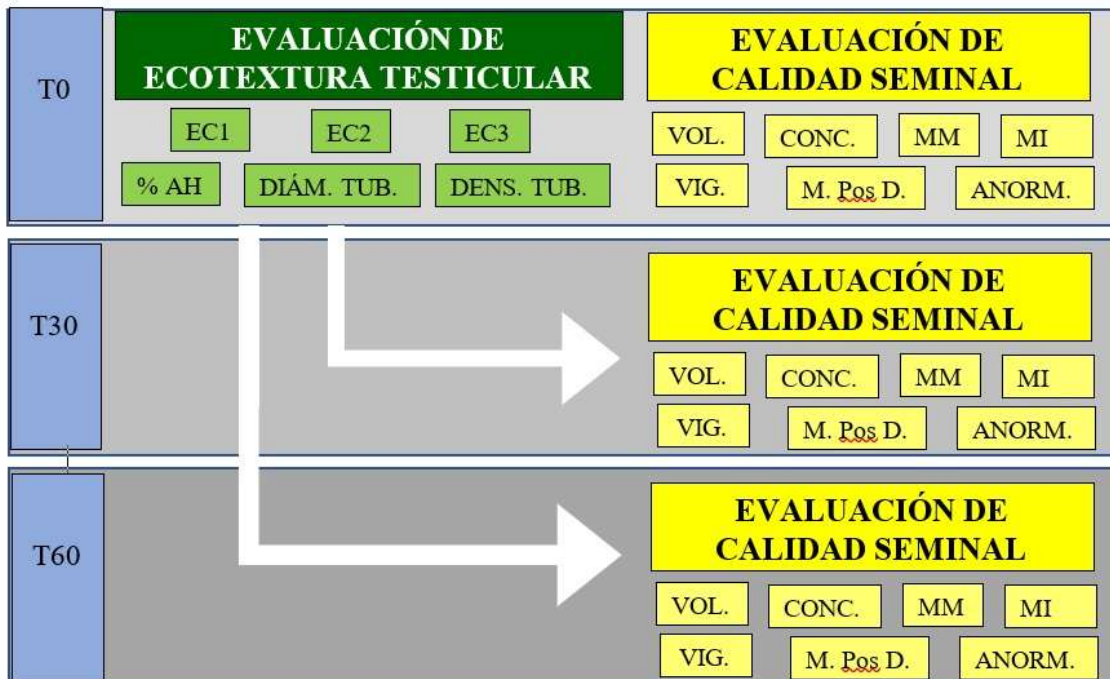 T0
EVALUACIÓN DE
ECOTEXTURA TESTICULAR
EC1 EC2 EC3
% AH DIÁM. TUB. DENS. TUB.
EVALUACIÓN DE
CALIDAD SEMINAL
VOL. CONC. MM MI
VIG. M. Pos D. ANORM.
T30
EVALUACIÓN DE
CALIDAD SEMINAL
VOL. CONC. MM MI
VIG. M. Pos D. ANORM.
T60
EVALUACIÓN DE
CALIDAD SEMINAL
VOL. CONC. MM MI
VIG. M. Pos D. ANORM.